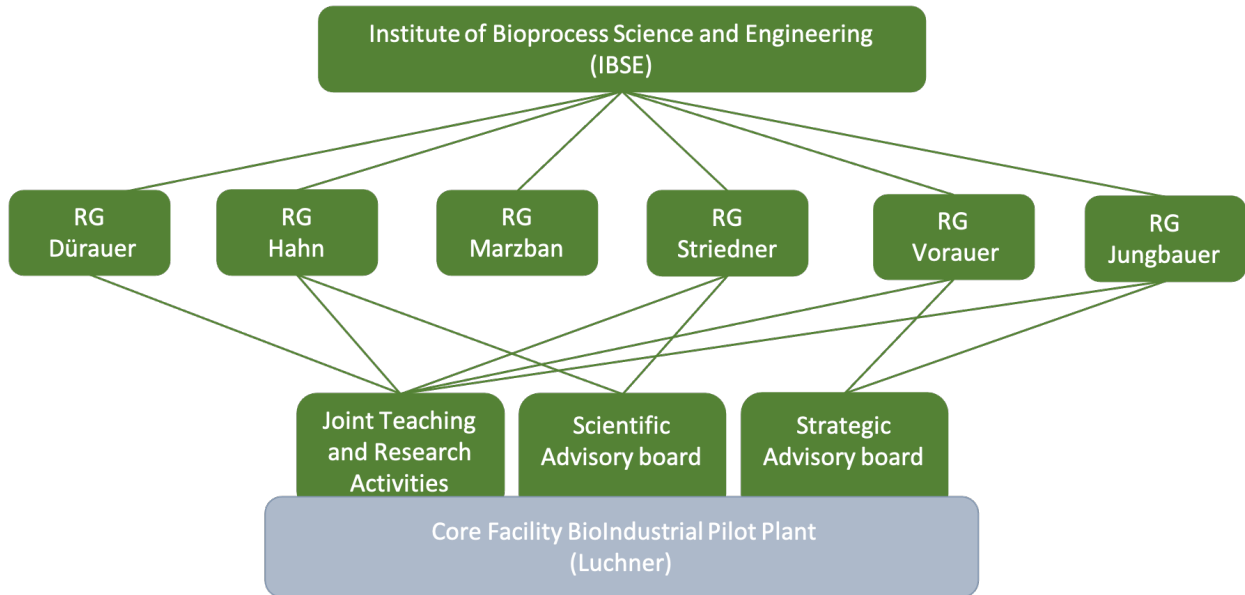 Institute of Bioprocess Science and Engineering
(IBSE)
RG
Dürauer
RG
Hahn
RG
Marzban
RG
Striedner
RG
Vorauer
RG
Jungbauer
Joint Teaching
and Research
Activities
Scientific
Advisory board
Strategic
Advisory board
Core Facility BioIndustrial Pilot Plant
(Luchner)